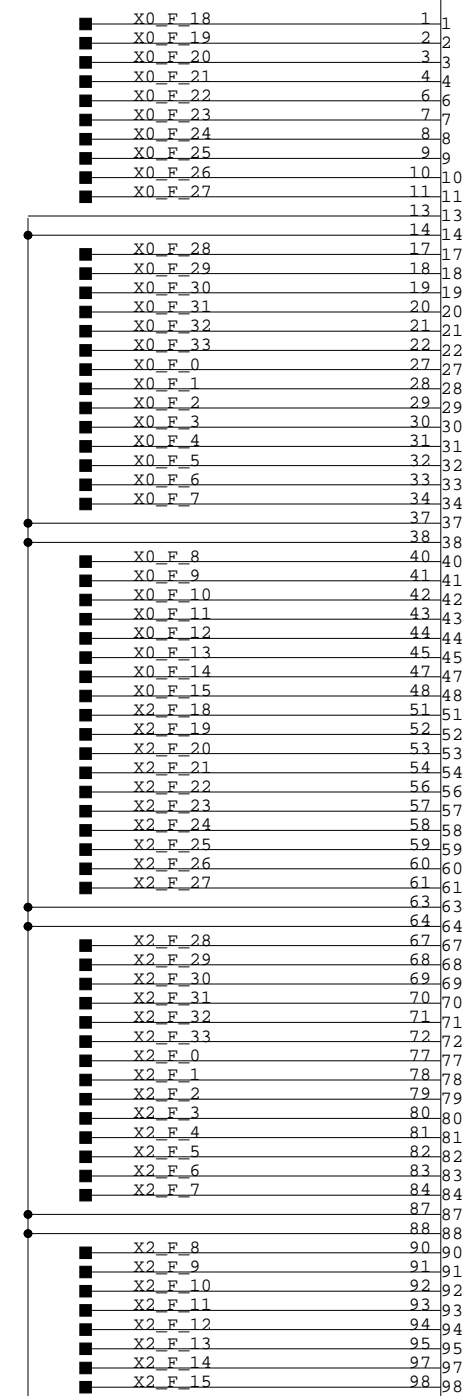 X0_F_18 1 1
X0_F_19 2 2
X0_F_20 3 3
X0_F_21 4 4
X0_F_22 6 6
X0_F_23 7 7
X0_F_24 8 8
X0_F_25 9 9
X0_F_26 10 10
X0_F_27 11 11
13 13
14 14
X0_F_28 17 17
X0_F_29 18 18
X0_F_30 19 19
X0_F_31 20 20
X0_F_32 21 21
X0_F_33 22 22
X0_F_0 27 27
X0_F_1 28 28
X0_F_2 29 29
X0_F_3 30 30
X0_F_4 31 31
X0_F_5 32 32
X0_F_6 33 33
X0_F_7 34 34
37 37
38 38
X0_F_8 40 40
X0_F_9 41 41
X0_F_10 42 42
X0_F_11 43 43
X0_F_12 44 44
X0_F_13 45 45
X0_F_14 47 47
X0_F_15 48 48
X2_F_18 51 51
X2_F_19 52 52
X2_F_20 53 53
X2_F_21 54 54
X2_F_22 56 56
X2_F_23 57 57
X2_F_24 58 58
X2_F_25 59 59
X2_F_26 60 60
X2_F_27 61 61
63 63
64 64
X2_F_28 67 67
X2_F_29 68 68
X2_F_30 69 69
X2_F_31 70 70
X2_F_32 71 71
X2_F_33 72 72
X2_F_0 77 77
X2_F_1 78 78
X2_F_2 79 79
X2_F_3 80 80
X2_F_4 81 81
X2_F_5 82 82
X2_F_6 83 83
X2_F_7 84 84
87 87
88 88
X2_F_8 90 90
X2_F_9 91 91
X2_F_10 92 92
X2_F_11 93 93
X2_F_12 94 94
X2_F_13 95 95
X2_F_14 97 97
X2_F_15 98 98